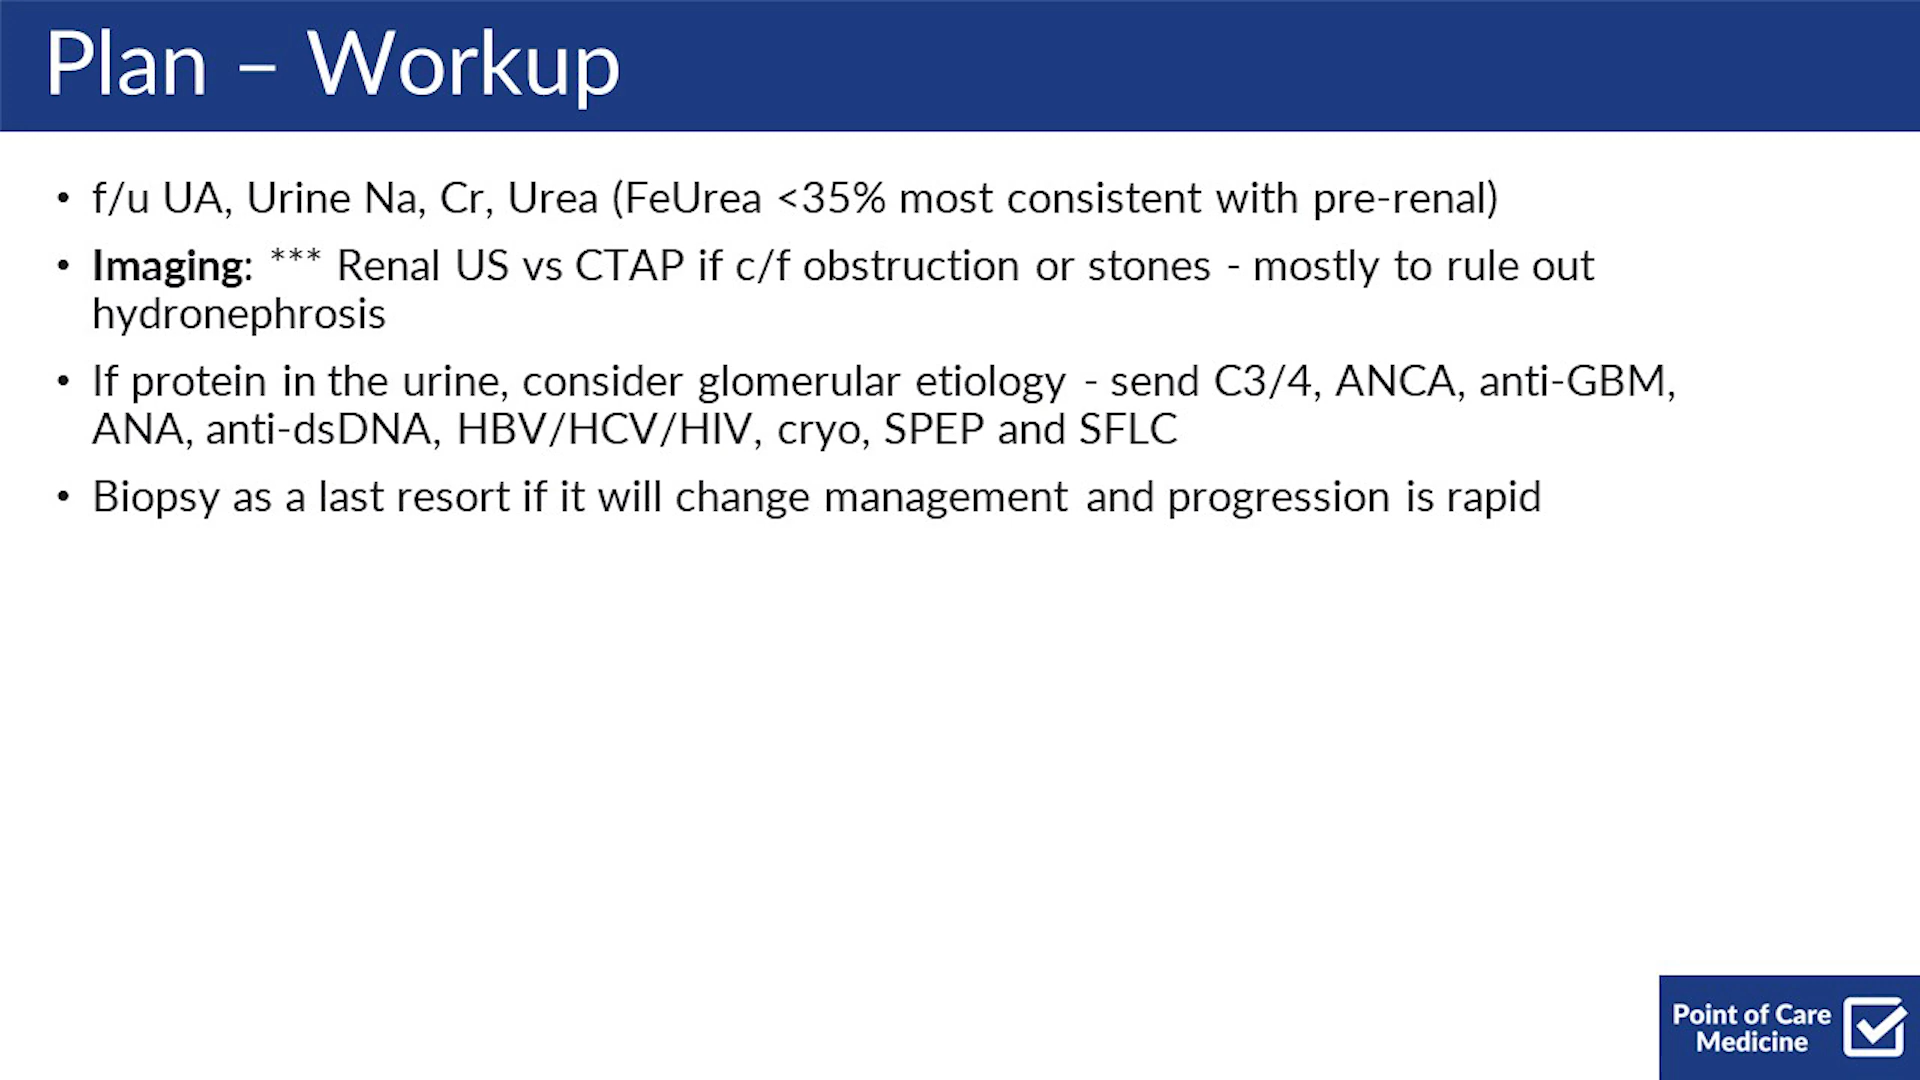 Plan – Workup
• f/u UA, Urine Na, Cr, Urea (FeUrea <35% most consistent with pre-renal)
• Imaging: *** Renal US vs CTAP if c/f obstruction or stones - mostly to rule out
hydronephrosis
• If protein in the urine, consider glomerular etiology - send C3/4, ANCA, anti-GBM,
ANA, anti-dsDNA, HBV/HCV/HIV, cryo, SPEP and SFLC
• Biopsy as a last resort if it will change management and progression is rapid
Point of Care
Medicine